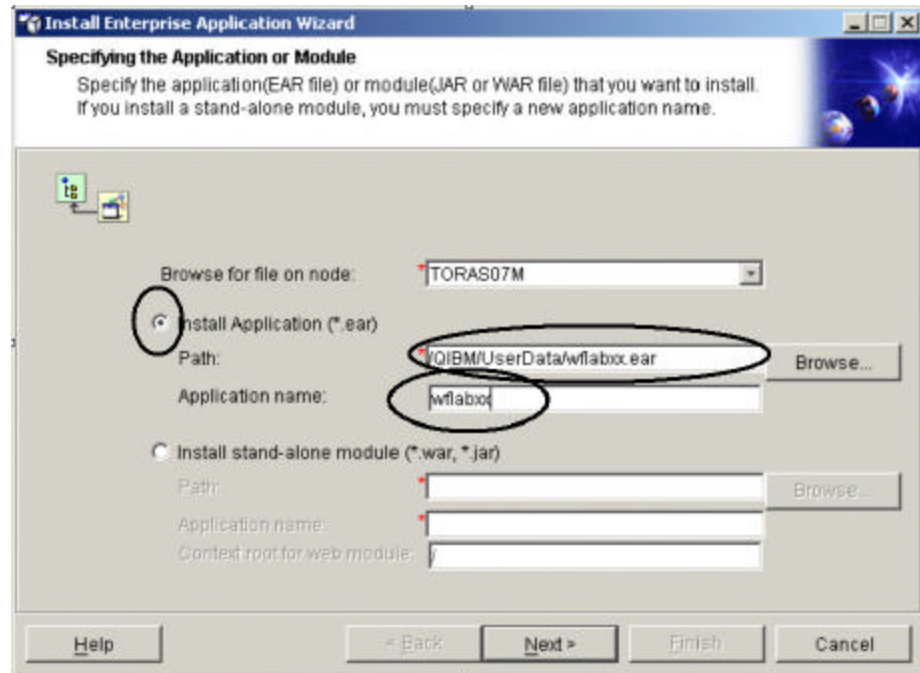 Install Enterprise Application Wizard
Specifying the Application or Module
Specify the application(EAR file) or module(JAR or WAR file) that you want to install.
If you install a stand-alone module, you must specify a new application name.
Browse for file on node: *TORAS07M
Install Application (*.ear)
Path: */QIBM/UserData/wflabxx.ear Browse...
Application name: wflabxx
Install stand-alone module (*.war, *.jar)
Path: * Browse...
Application name: *
Context root for web module: /
Help < Back Next > Finish Cancel